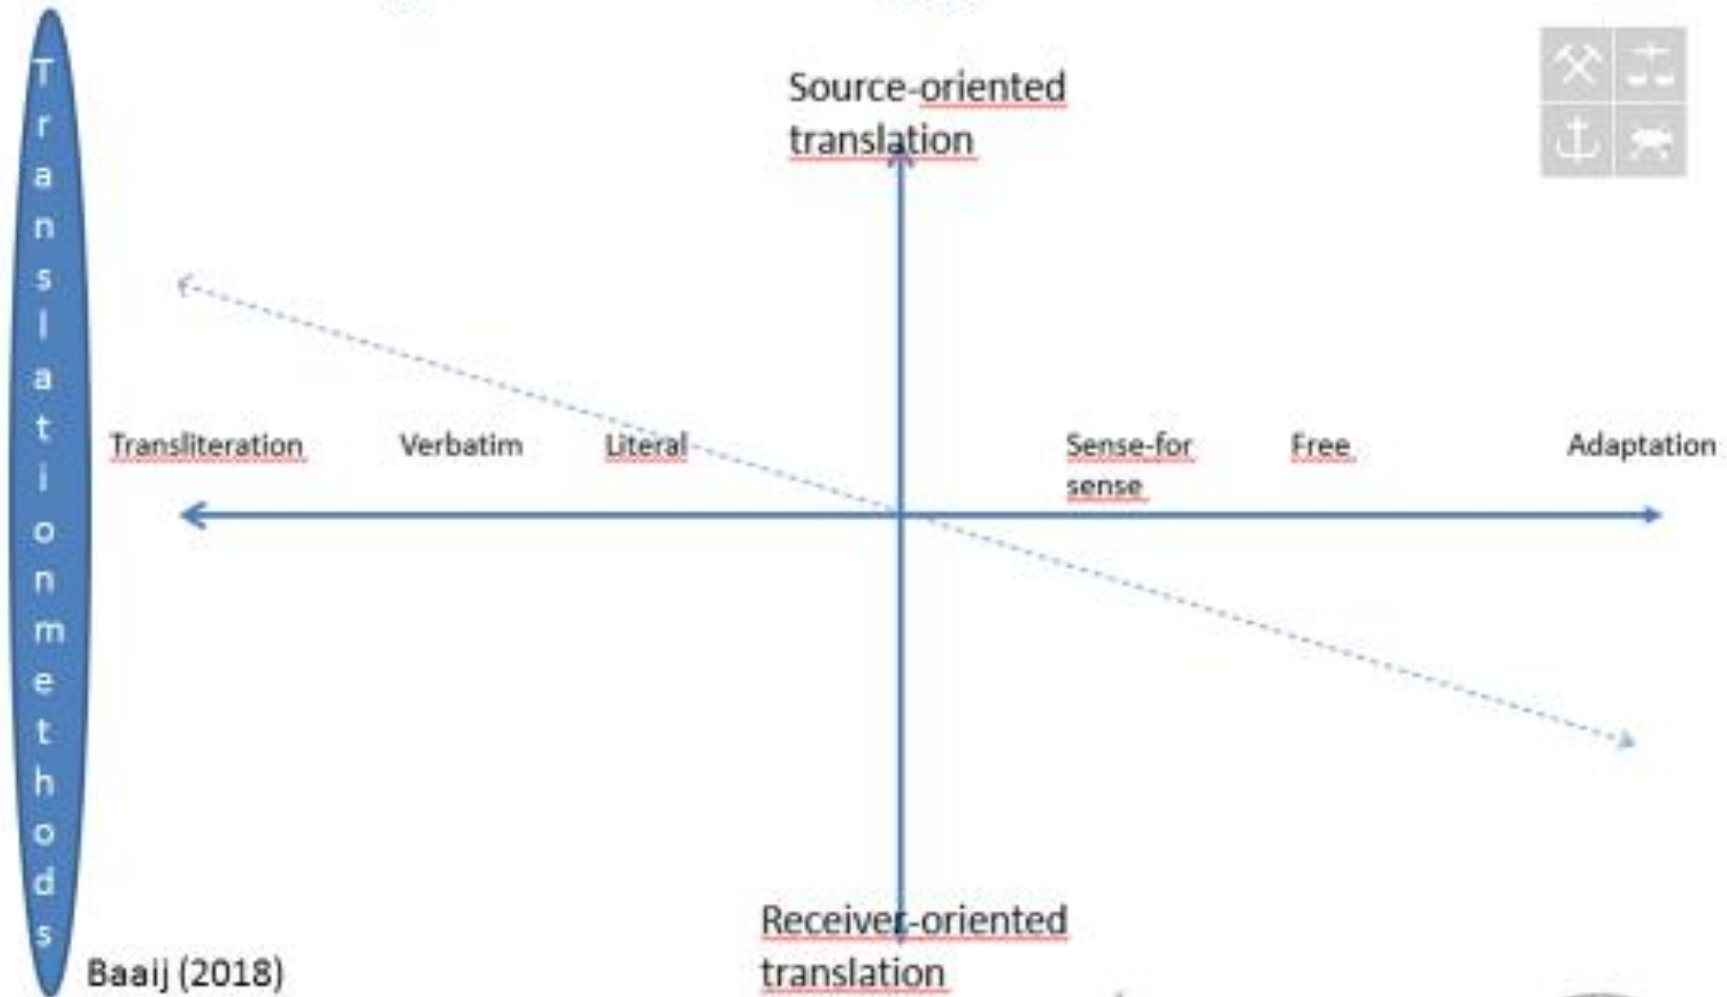 Translation methods
Source-oriented
translation
Transliteration Verbatim Literal Sense-for Free Adaptation
sense
Receiver-oriented
translation
Baaij (2018)